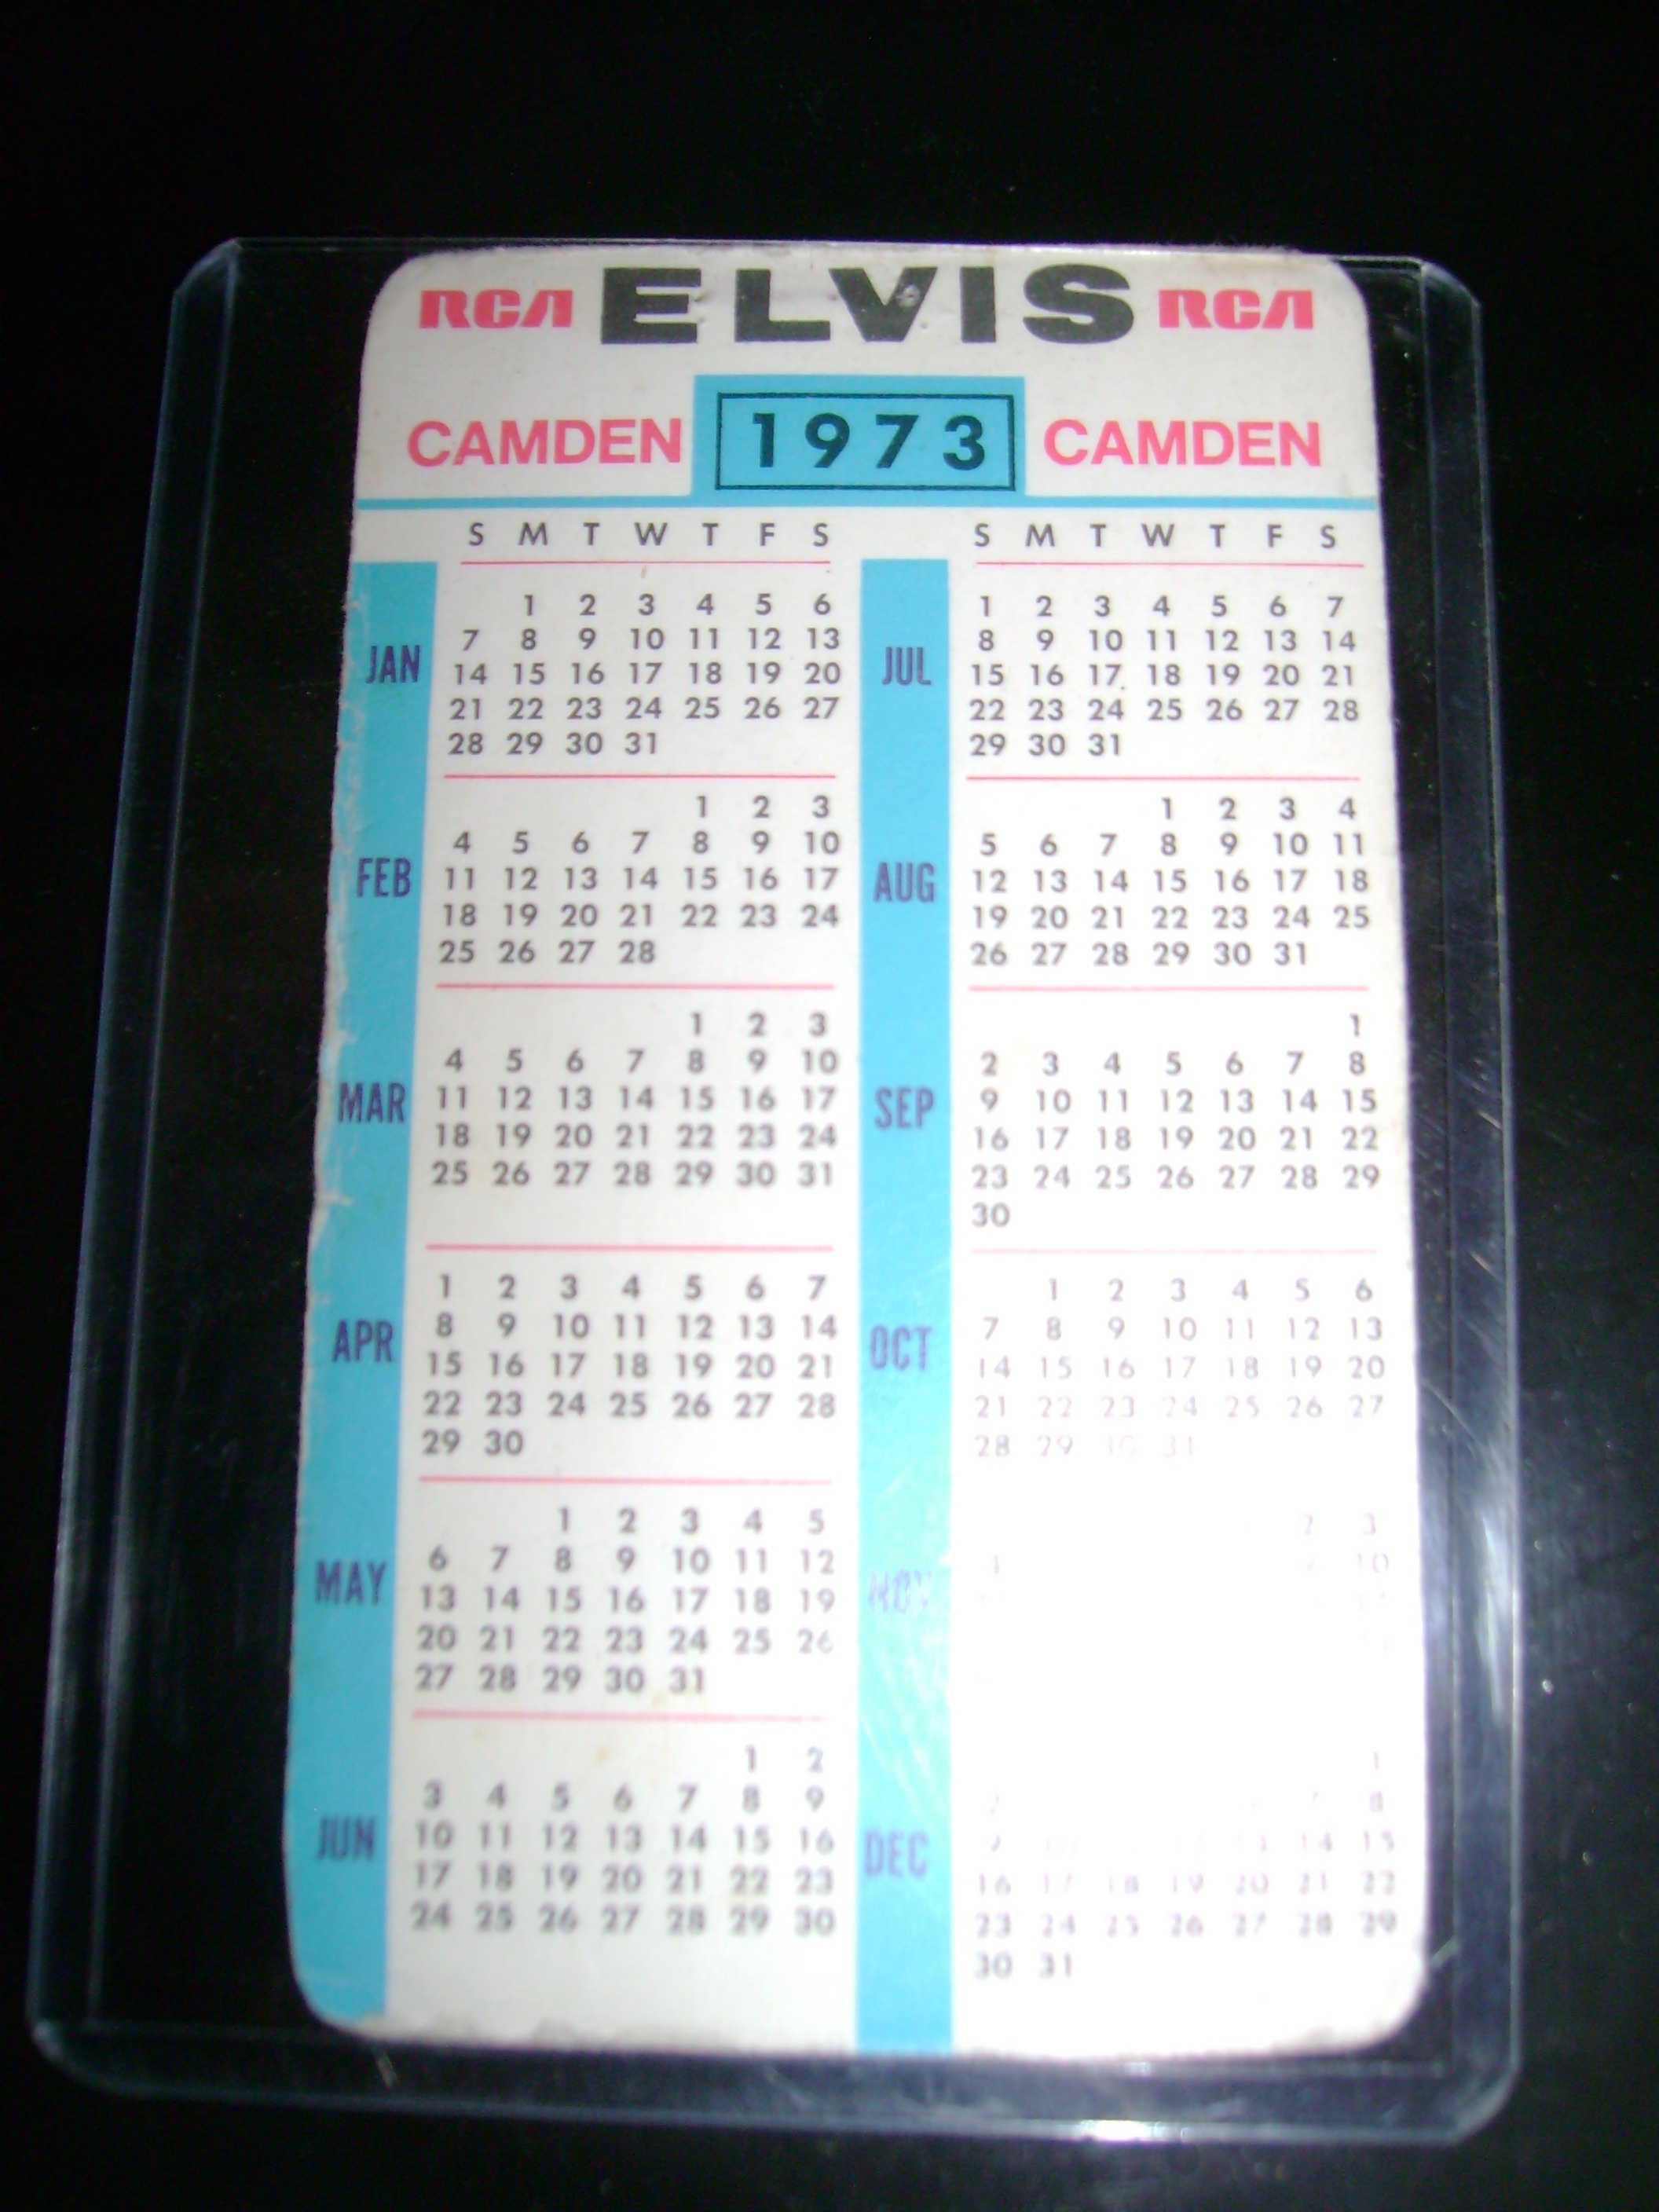 RCA ELVIS RCA
CAMDEN 1973 CAMDEN
S M T W T F S
JAN
1 2 3 4 5 6
7 8 9 10 11 12 13
14 15 16 17 18 19 20
21 22 23 24 25 26 27
28 29 30 31
FEB
1 2 3
4 5 6 7 8 9 10
11 12 13 14 15 16 17
18 19 20 21 22 23 24
25 26 27 28
MAR
1 2 3
4 5 6 7 8 9 10
11 12 13 14 15 16 17
18 19 20 21 22 23 24
25 26 27 28 29 30 31
APR
1 2 3 4 5 6 7
8 9 10 11 12 13 14
15 16 17 18 19 20 21
22 23 24 25 26 27 28
29 30
MAY
1 2 3 4 5
6 7 8 9 10 11 12
13 14 15 16 17 18 19
20 21 22 23 24 25 26
27 28 29 30 31
JUN
1 2
3 4 5 6 7 8 9
10 11 12 13 14 15 16
17 18 19 20 21 22 23
24 25 26 27 28 29 30
S M T W T F S
JUL
1 2 3 4 5 6 7
8 9 10 11 12 13 14
15 16 17 18 19 20 21
22 23 24 25 26 27 28
29 30 31
AUG
1 2 3 4
5 6 7 8 9 10 11
12 13 14 15 16 17 18
19 20 21 22 23 24 25
26 27 28 29 30 31
SEP
1
2 3 4 5 6 7 8
9 10 11 12 13 14 15
16 17 18 19 20 21 22
23 24 25 26 27 28 29
30
OCT
1 2 3 4 5 6
7 8 9 10 11 12 13
14 15 16 17 18 19 20
21 22 23 24 25 26 27
28 29 30 31
NOV
2 3
10
DEC
1
8
9 14 15
16 17 18 19 20 21 22
23 24 25 26 27 28 29
30 31